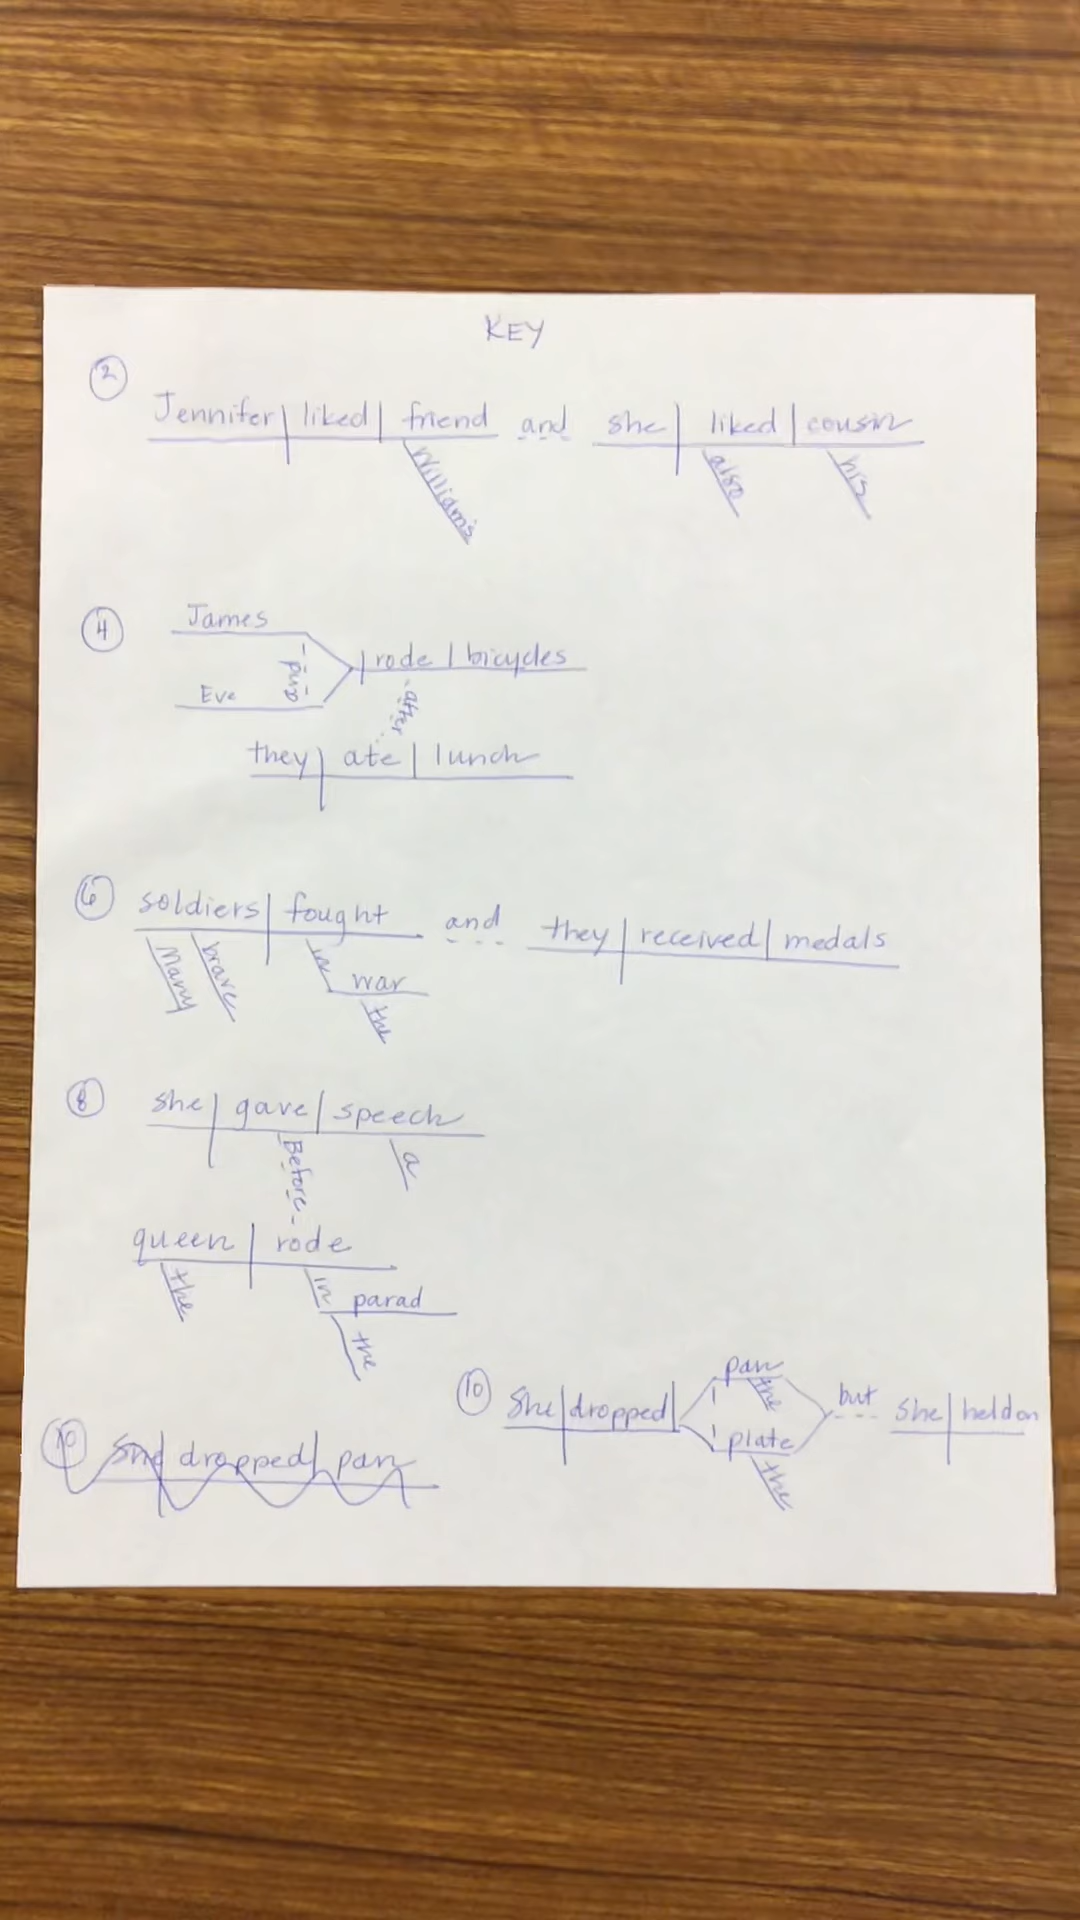 KEY
2
Jennifer liked friend and she liked cousin
William's also his
4
James
and rode bicycles
Eve
after
they ate lunch
6
soldiers fought and they received medals
Many brave in war
the
8
she gave speech
Before a
queen rode
the in parad
the
10
pan
the
She dropped but she held on
plate
the
10 She dropped pan